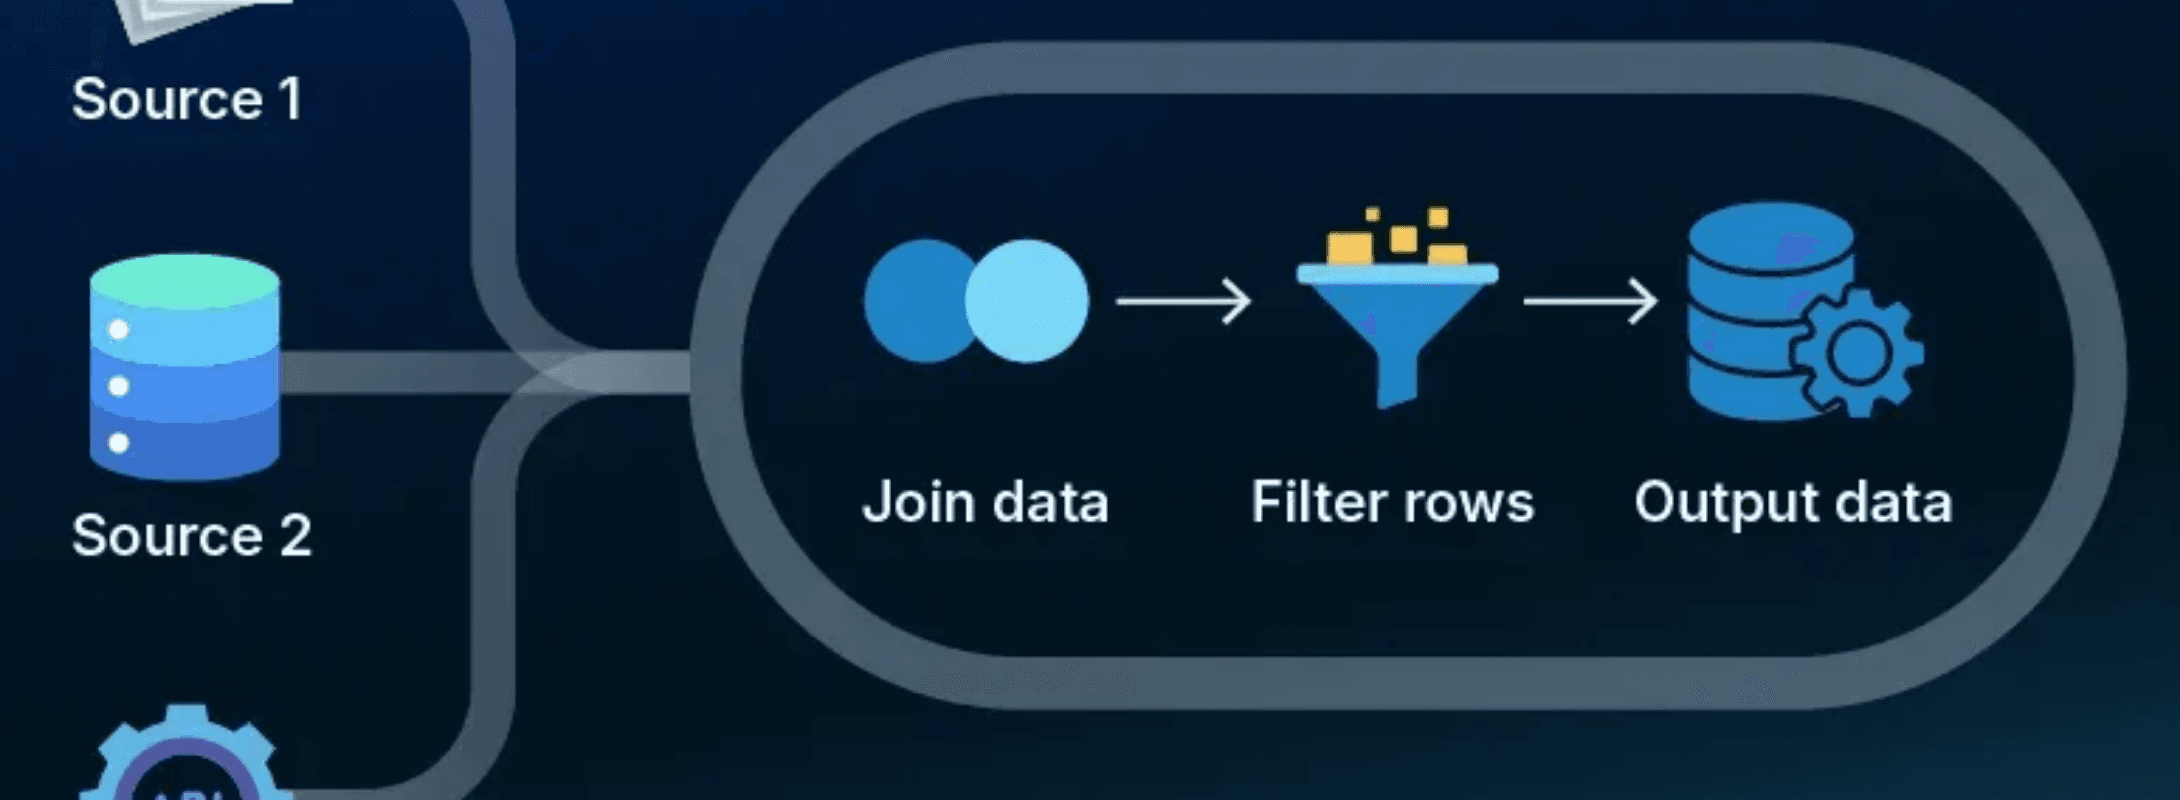 Source 1
Join data
Filter rows
Output data
Source 2